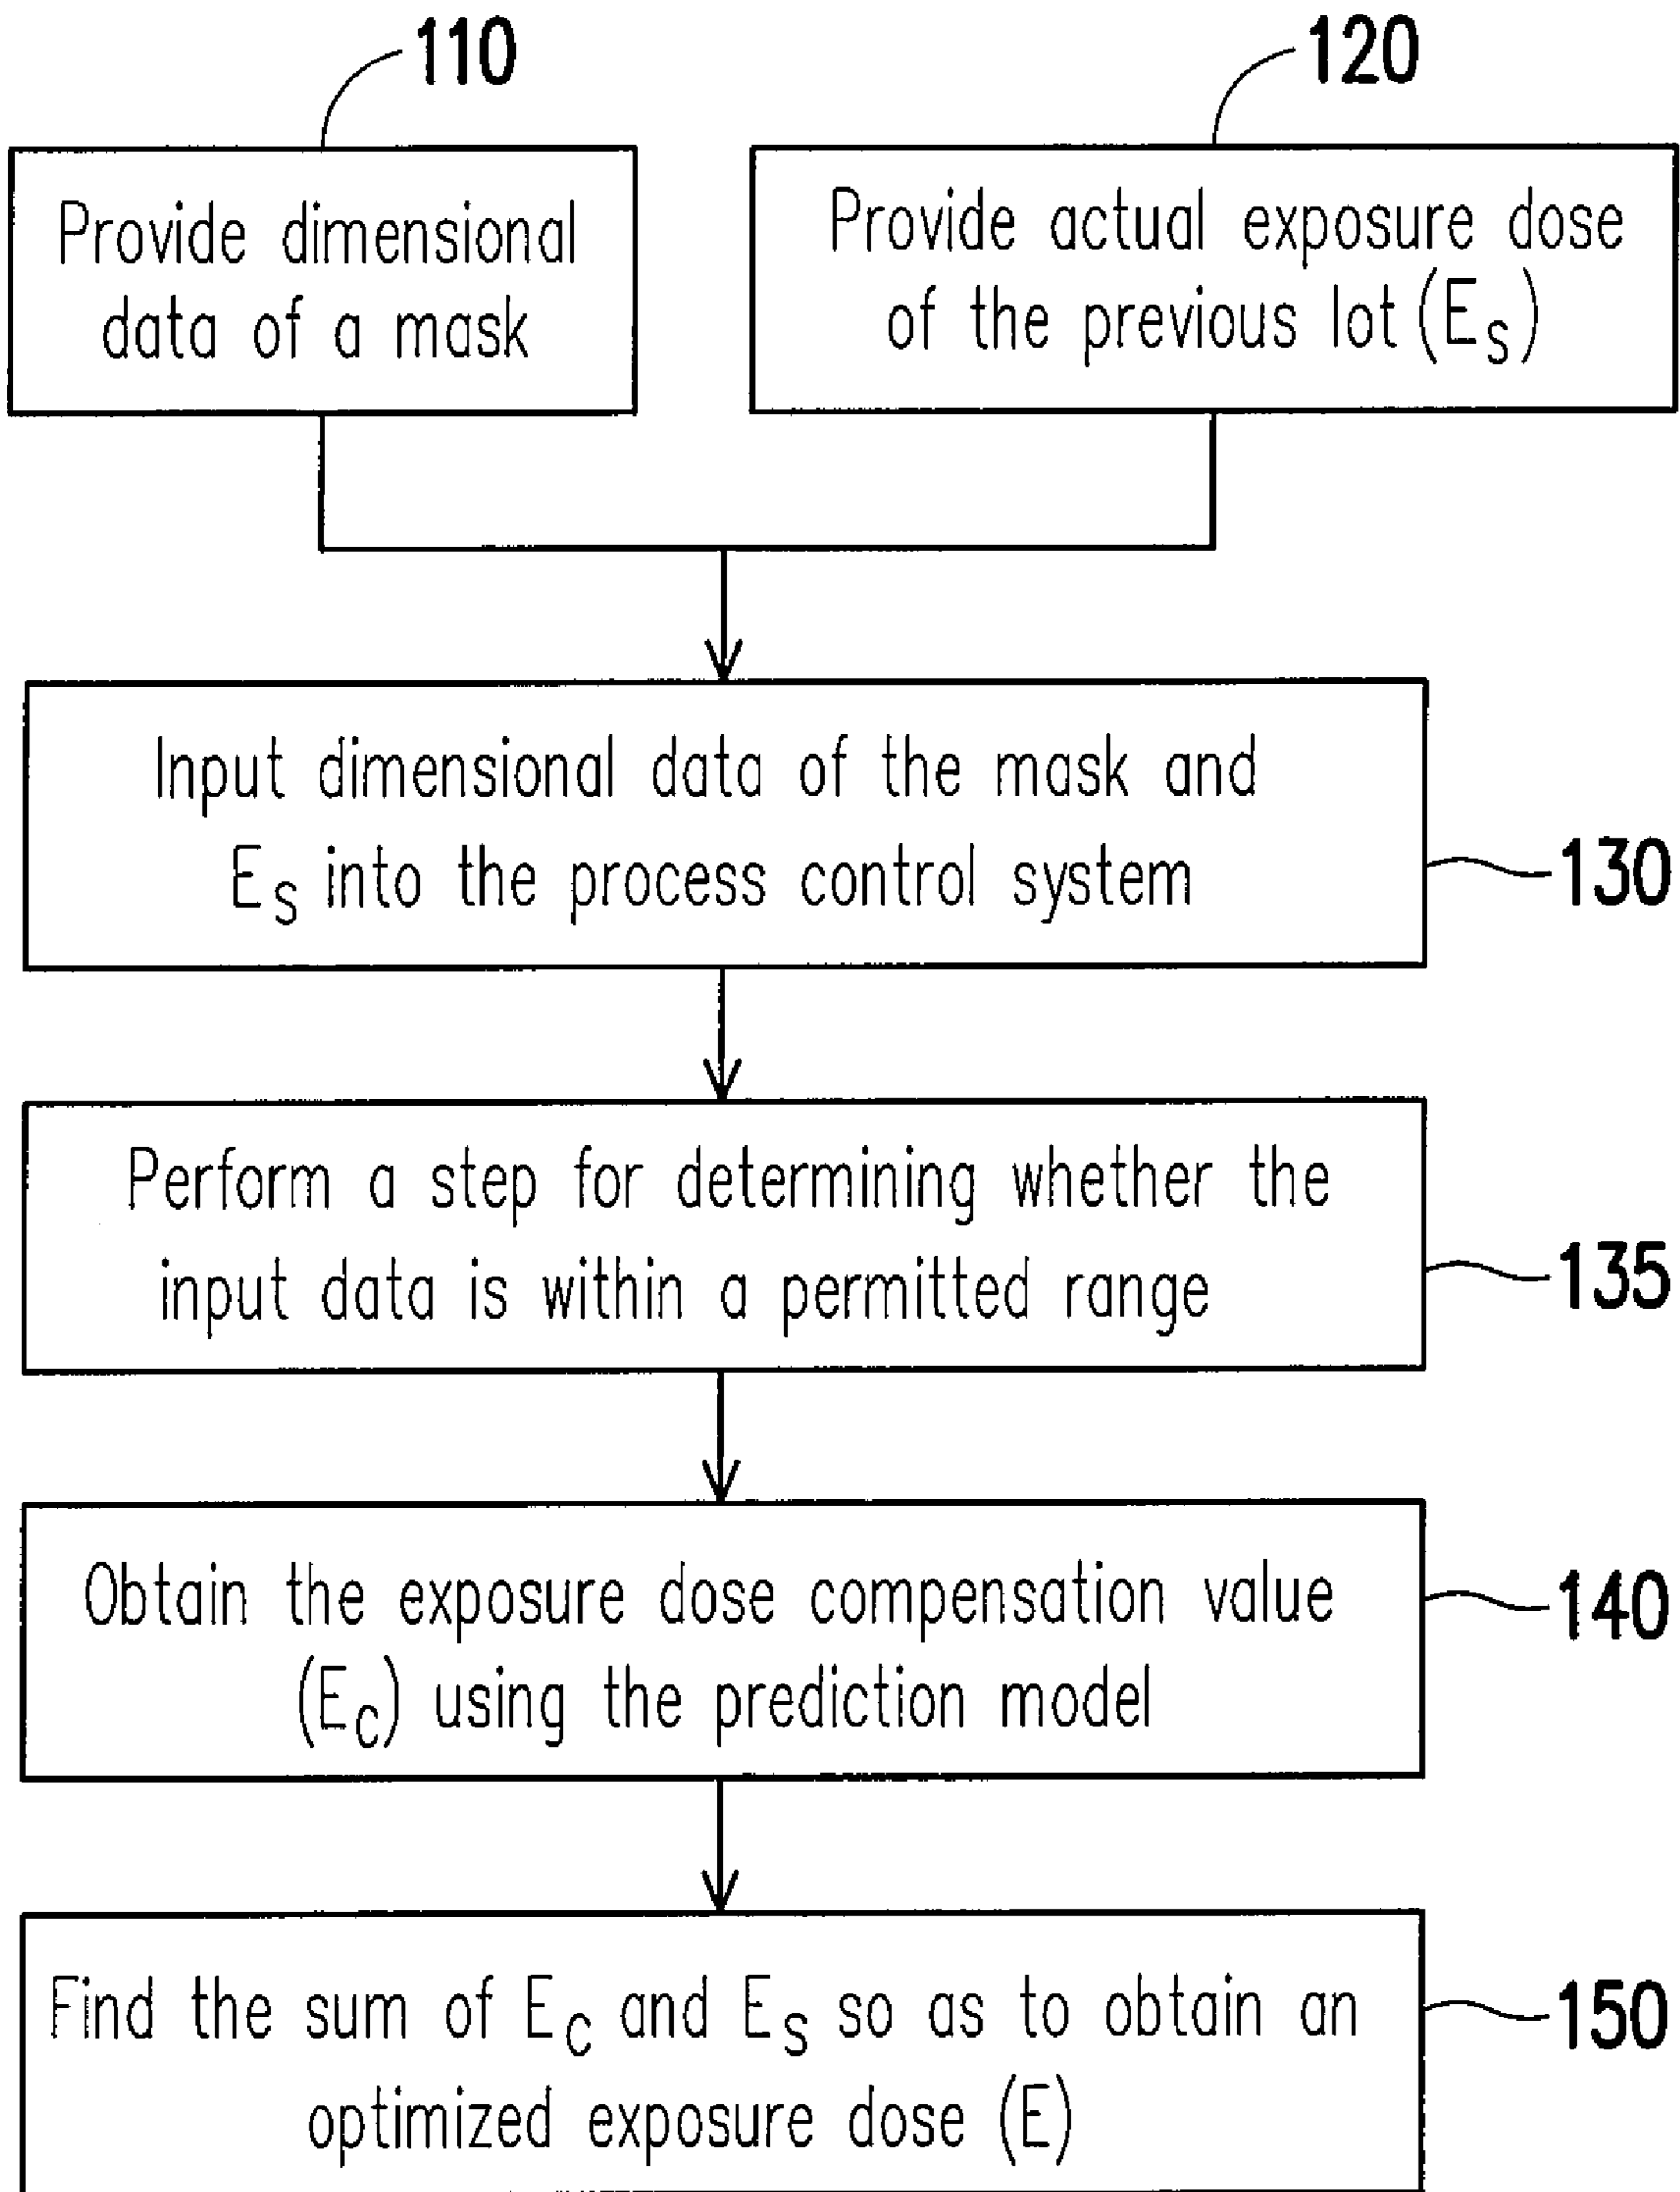 110
120
Provide dimensional
data of a mask
Provide actual exposure dose
of the previous lot (Es)
Input dimensional data of the mask and
Es into the process control system
130
Perform a step for determining whether the
input data is within a permitted range
135
Obtain the exposure dose compensation value
(Ec) using the prediction model
140
Find the sum of Ec and Es so as to obtain an
optimized exposure dose (E)
150